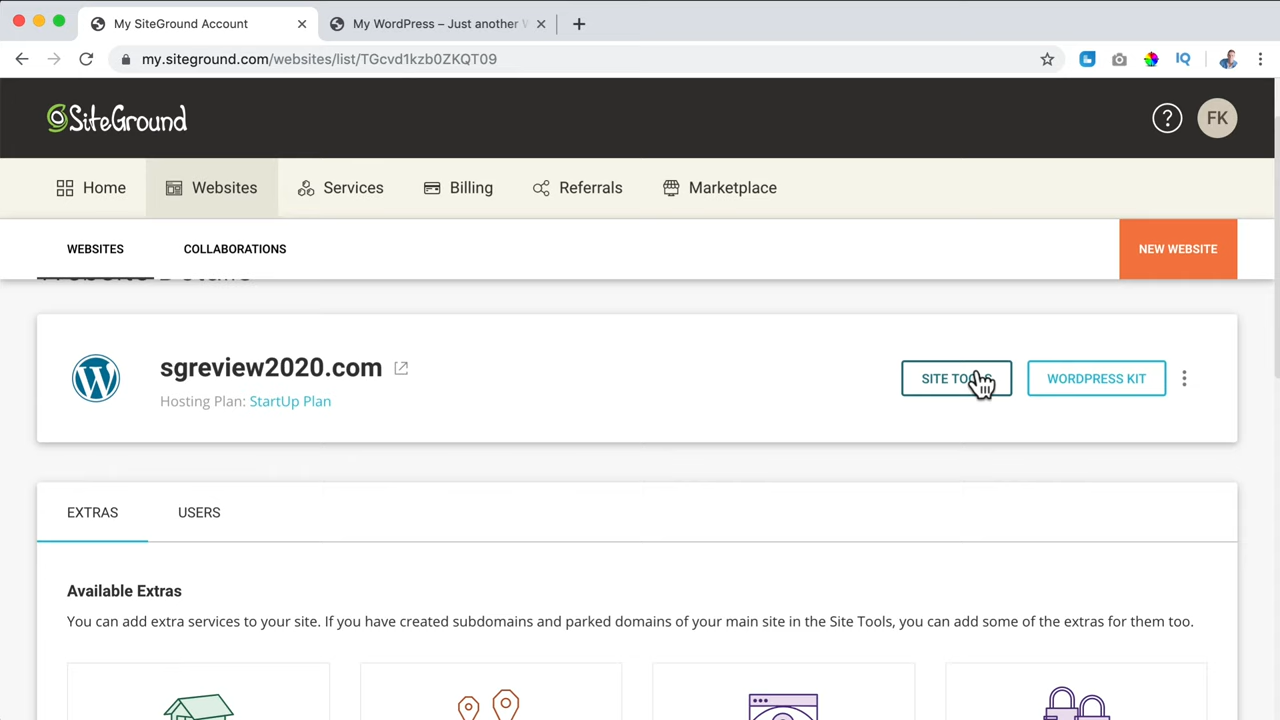 My SiteGround Account
My WordPress – Just another
my.siteground.com/websites/list/TGcvd1kzb0ZKQT09
IQ
SiteGround
?
FK
Home
Websites
Services
Billing
Referrals
Marketplace
WEBSITES
COLLABORATIONS
NEW WEBSITE
sgreview2020.com
SITE TOOLS
WORDPRESS KIT
Hosting Plan: StartUp Plan
EXTRAS
USERS
Available Extras
You can add extra services to your site. If you have created subdomains and parked domains of your main site in the Site Tools, you can add some of the extras for them too.